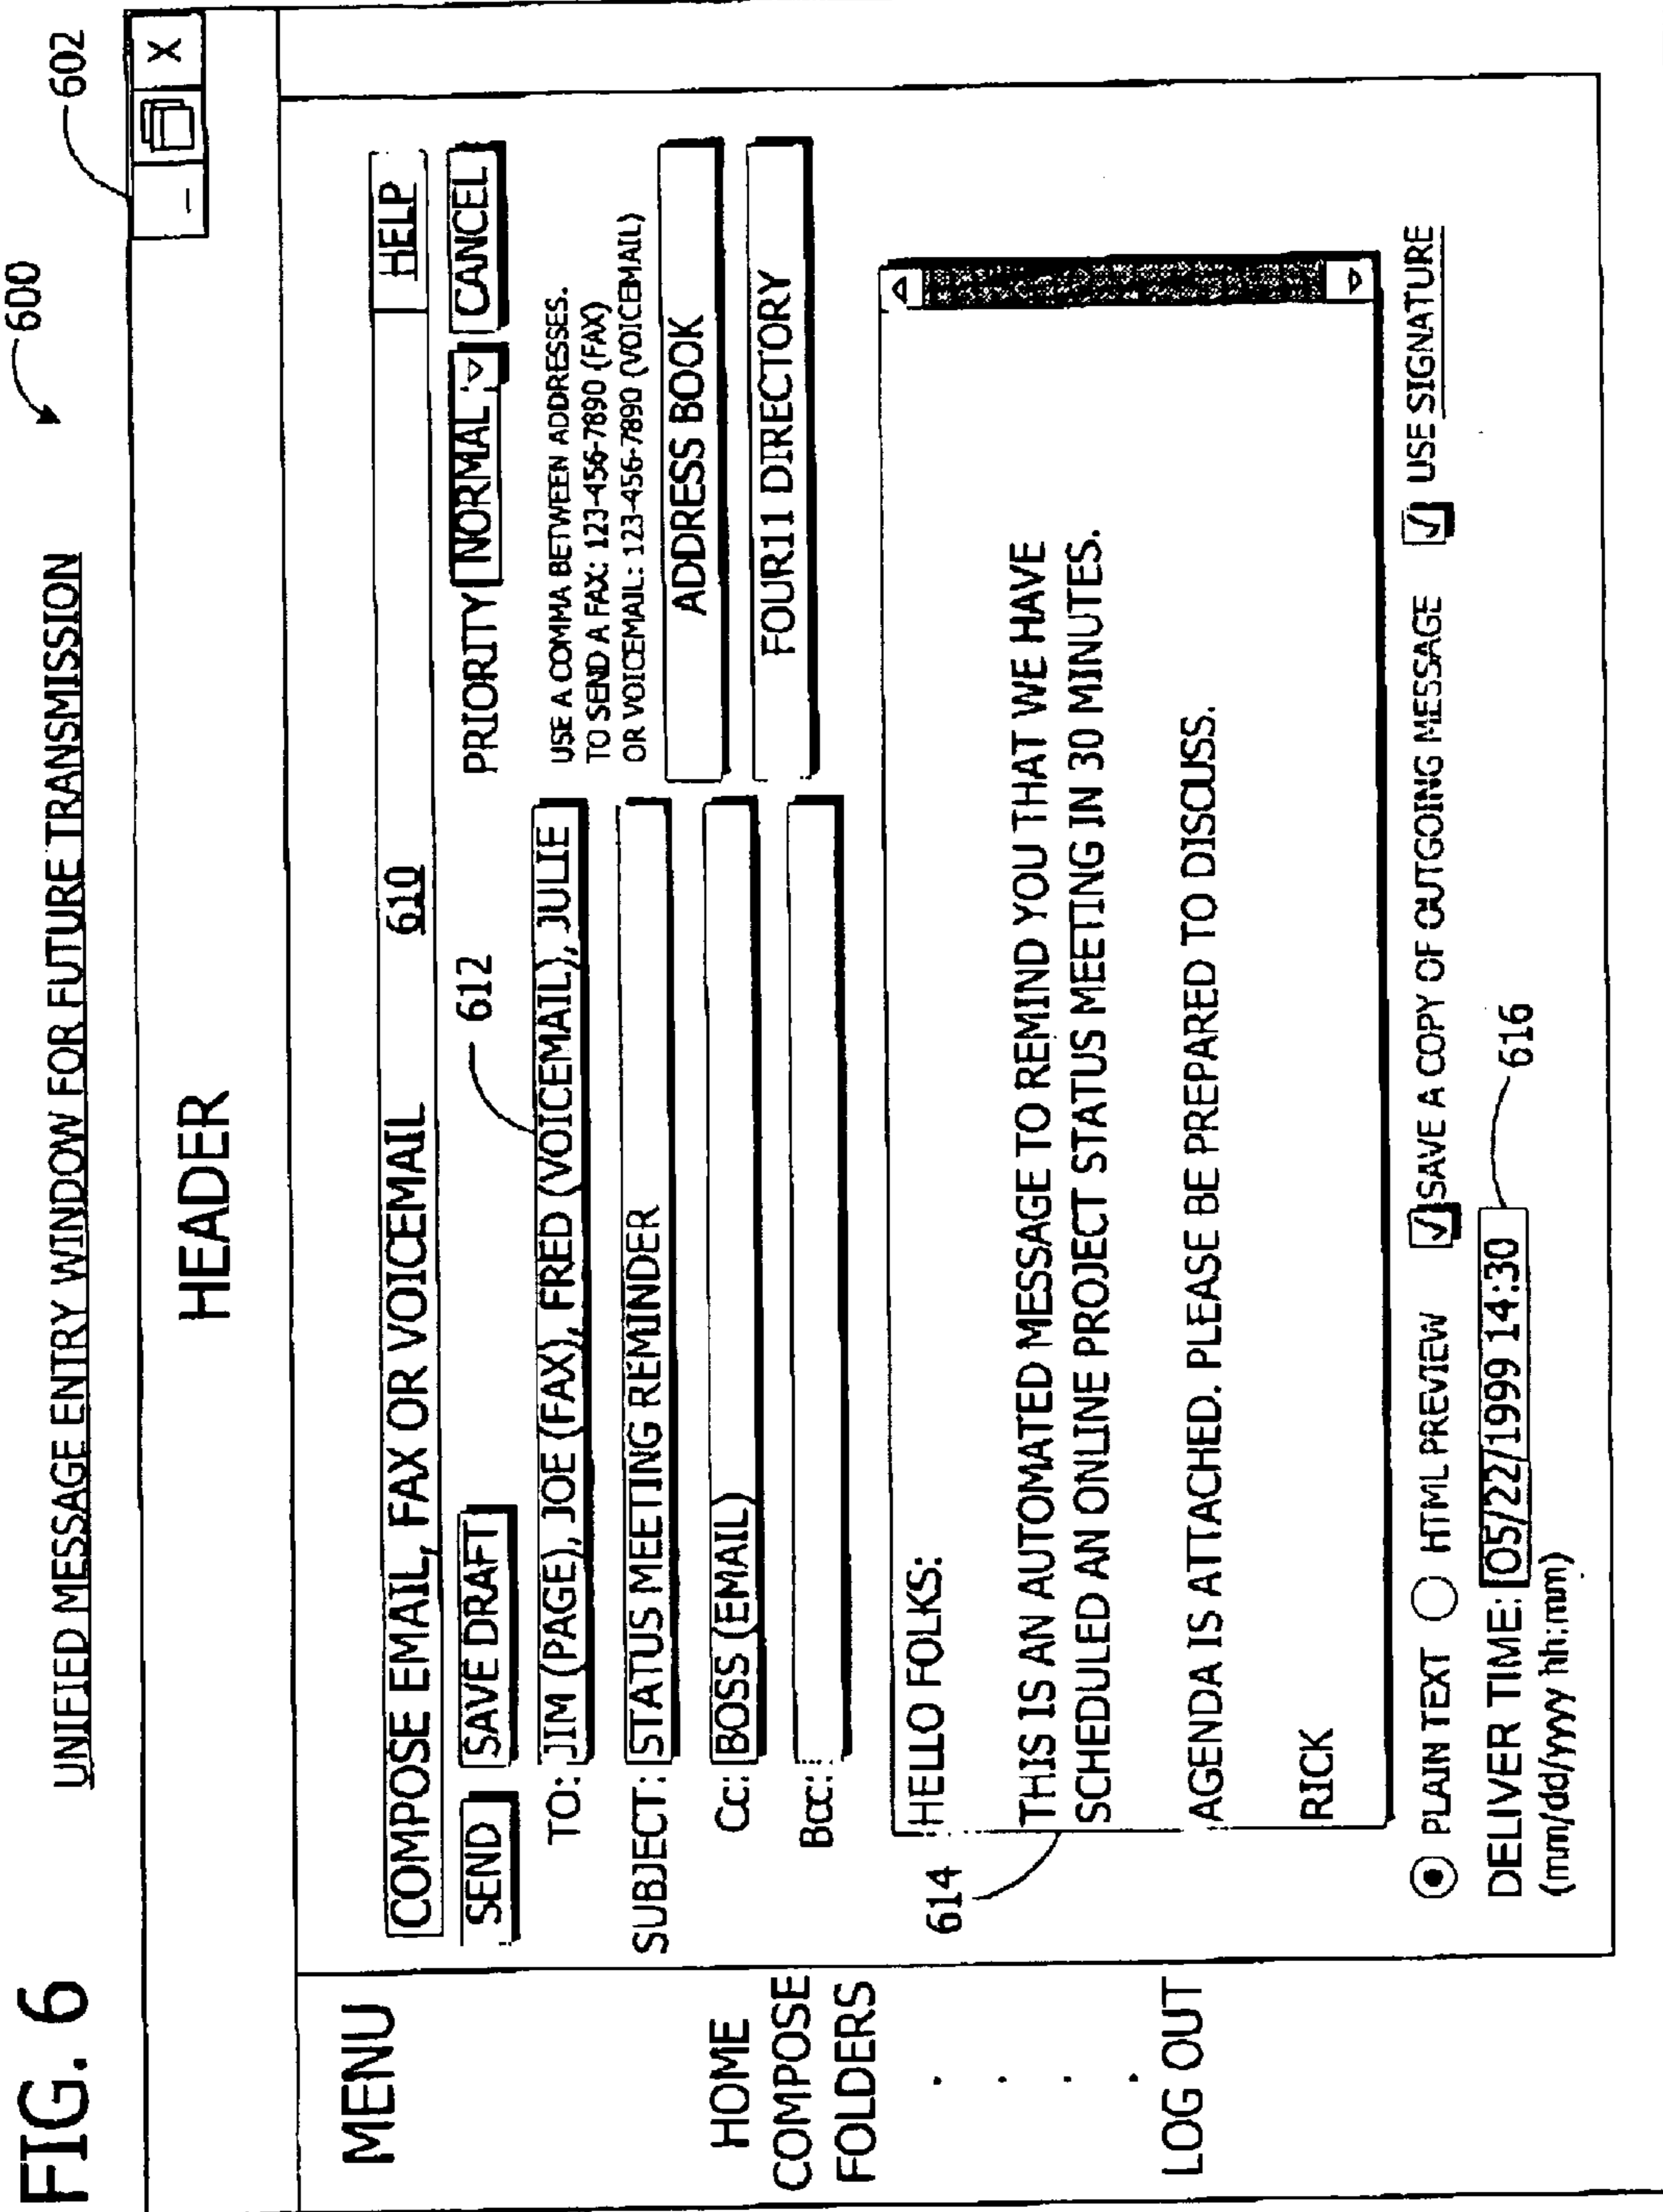 FIG. 6
UNIFIED MESSAGE ENTRY WINDOW FOR FUTURE TRANSMISSION
600
602
– X
HEADER
MENU
HOME
COMPOSE
FOLDERS
.
.
.
.
LOG OUT
COMPOSE EMAIL, FAX OR VOICEMAIL 610 HELP
SEND SAVE DRAFT PRIORITY NORMAL CANCEL
612
TO: JIM (PAGE), JOE (FAX), FRED (VOICEMAIL), JULIE
USE A COMMA BETWEEN ADDRESSES.
TO SEND A FAX: 123-456-7890 (FAX)
OR VOICEMAIL: 123-456-7890 (VOICEMAIL)
SUBJECT: STATUS MEETING REMINDER
ADDRESS BOOK
Cc: BOSS (EMAIL)
FOUR11 DIRECTORY
Bcc:
614
HELLO FOLKS:
THIS IS AN AUTOMATED MESSAGE TO REMIND YOU THAT WE HAVE
SCHEDULED AN ONLINE PROJECT STATUS MEETING IN 30 MINUTES.
AGENDA IS ATTACHED. PLEASE BE PREPARED TO DISCUSS.
RICK
PLAIN TEXT HTML PREVIEW √ SAVE A COPY OF OUTGOING MESSAGE √ USE SIGNATURE
DELIVER TIME: 05/22/1999 14:30
616
(mm/dd/yyyy hh:mm)